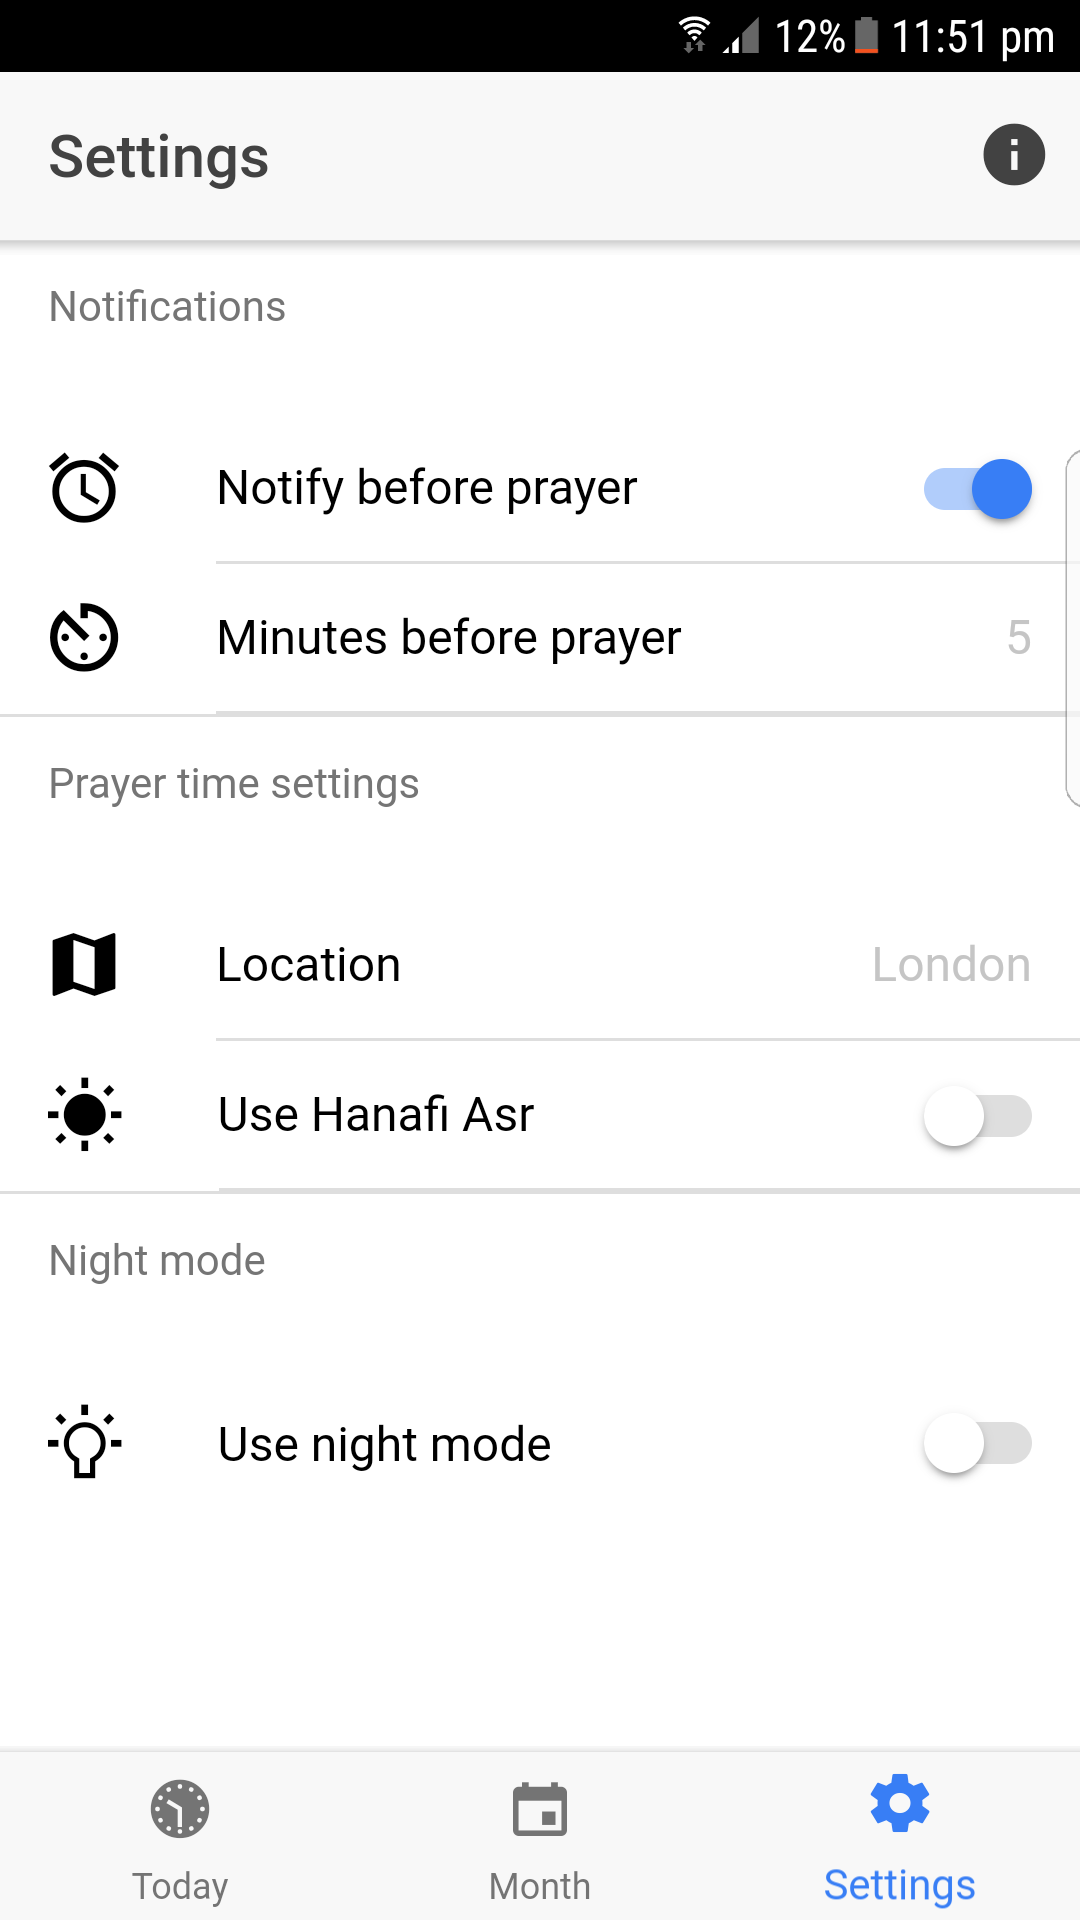 12% 11:51 pm
Settings
Notifications
Notify before prayer
Minutes before prayer 5
Prayer time settings
Location London
Use Hanafi Asr
Night mode
Use night mode
Today Month Settings